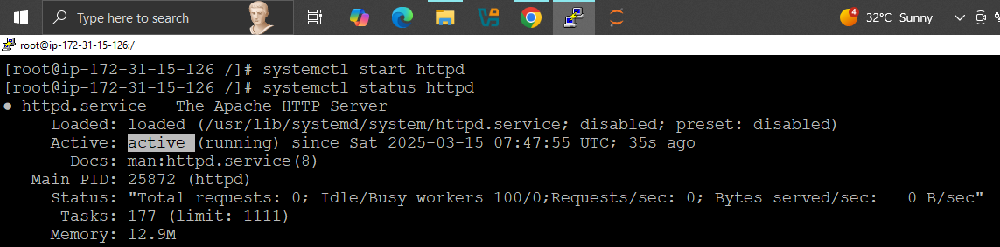 Type here to search
4
32°C Sunny
root@ip-172-31-15-126:/
[root@ip-172-31-15-126 /]# systemctl start httpd
[root@ip-172-31-15-126 /]# systemctl status httpd
● httpd.service - The Apache HTTP Server
Loaded: loaded (/usr/lib/systemd/system/httpd.service; disabled; preset: disabled)
Active: active (running) since Sat 2025-03-15 07:47:55 UTC; 35s ago
Docs: man:httpd.service(8)
Main PID: 25872 (httpd)
Status: "Total requests: 0; Idle/Busy workers 100/0;Requests/sec: 0; Bytes served/sec:   0 B/sec"
Tasks: 177 (limit: 1111)
Memory: 12.9M